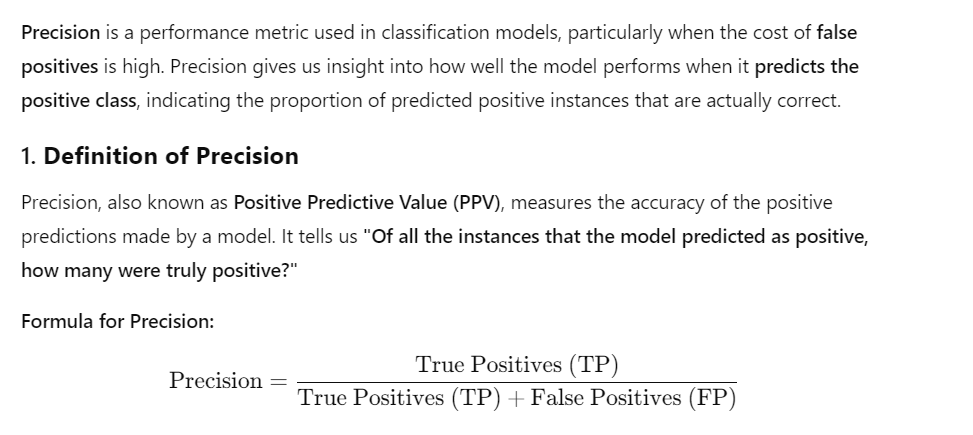 Precision is a performance metric used in classification models, particularly when the cost of false
positives is high. Precision gives us insight into how well the model performs when it predicts the
positive class, indicating the proportion of predicted positive instances that are actually correct.
1. Definition of Precision
Precision, also known as Positive Predictive Value (PPV), measures the accuracy of the positive
predictions made by a model. It tells us "Of all the instances that the model predicted as positive,
how many were truly positive?"
Formula for Precision:
True Positives (TP)
Precision =
True Positives (TP) + False Positives (FP)